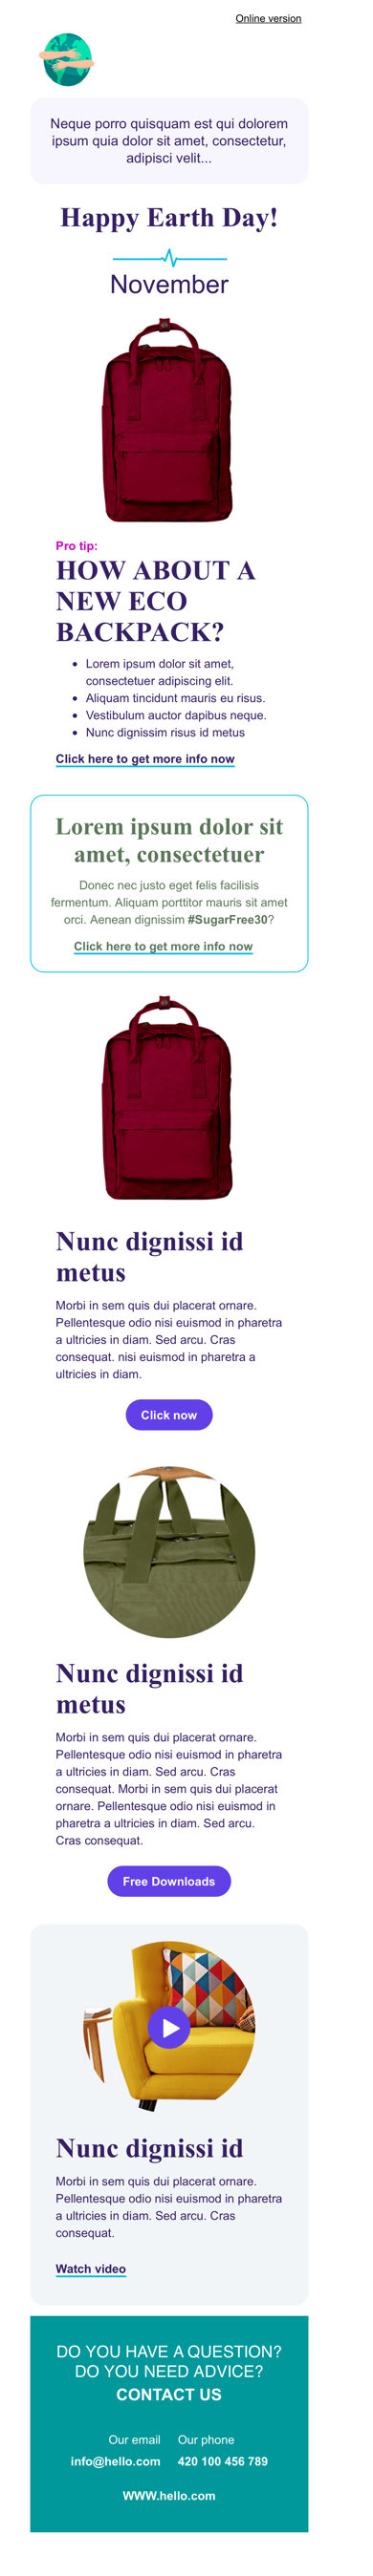 Online version
Neque porro quisquam est qui dolorem
ipsum quia dolor sit amet, consectetur,
adipisci velit...
Happy Earth Day!
November
Pro tip:
HOW ABOUT A
NEW ECO
BACKPACK?
• Lorem ipsum dolor sit amet,
consectetuer adipiscing elit.
• Aliquam tincidunt mauris eu risus.
• Vestibulum auctor dapibus neque.
• Nunc dignissim risus id metus
Click here to get more info now
Lorem ipsum dolor sit
amet, consectetuer
Donec nec justo eget felis facilisis
fermentum. Aliquam porttitor mauris sit amet
orci. Aenean dignissim #SugarFree30?
Click here to get more info now
Nunc dignissi id
metus
Morbi in sem quis dui placerat ornare.
Pellentesque odio nisi euismod in pharetra
a ultricies in diam. Sed arcu. Cras
consequat. nisi euismod in pharetra a
ultricies in diam.
Click now
Nunc dignissi id
metus
Morbi in sem quis dui placerat ornare.
Pellentesque odio nisi euismod in pharetra
a ultricies in diam. Sed arcu. Cras
consequat. Morbi in sem quis dui placerat
ornare. Pellentesque odio nisi euismod in
pharetra a ultricies in diam. Sed arcu.
Cras consequat.
Free Downloads
Nunc dignissi id
Morbi in sem quis dui placerat ornare.
Pellentesque odio nisi euismod in pharetra
a ultricies in diam. Sed arcu. Cras
consequat.
Watch video
DO YOU HAVE A QUESTION?
DO YOU NEED ADVICE?
CONTACT US
Our email Our phone
info@hello.com 420 100 456 789
WWW.hello.com